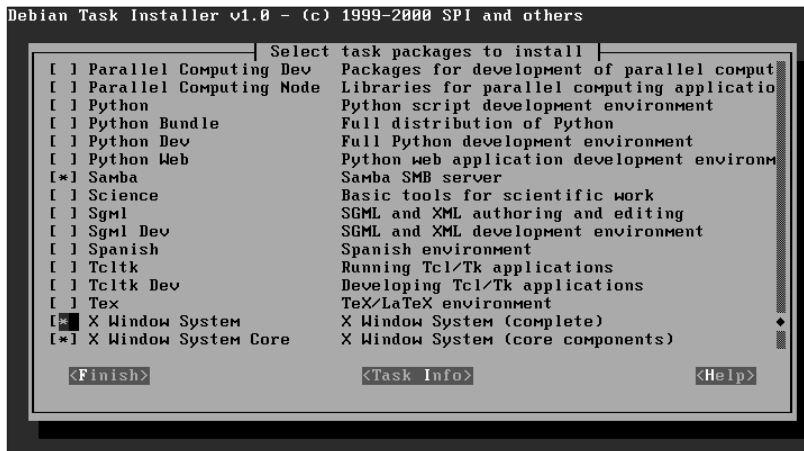 Debian Task Installer v1.0 - (c) 1999-2000 SPI and others
Select task packages to install
[ ] Parallel Computing Dev Packages for development of parallel comput
[ ] Parallel Computing Node Libraries for parallel computing applicatio
[ ] Python Python script development environment
[ ] Python Bundle Full distribution of Python
[ ] Python Dev Full Python development environment
[ ] Python Web Python web application development environm
[*] Samba Samba SMB server
[ ] Science Basic tools for scientific work
[ ] Sgml SGML and XML authoring and editing
[ ] Sgml Dev SGML and XML development environment
[ ] Spanish Spanish environment
[ ] Tcltk Running Tcl/Tk applications
[ ] Tcltk Dev Developing Tcl/Tk applications
[ ] Tex TeX/LaTeX environment
[*] X Window System X Window System (complete)
[*] X Window System Core X Window System (core components)
<Finish> <Task Info> <Help>